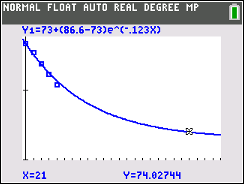 NORMAL FLOAT AUTO REAL DEGREE MP
Y1=73+(86.6-73)e^(-.123X)
X=21 Y=74.02744